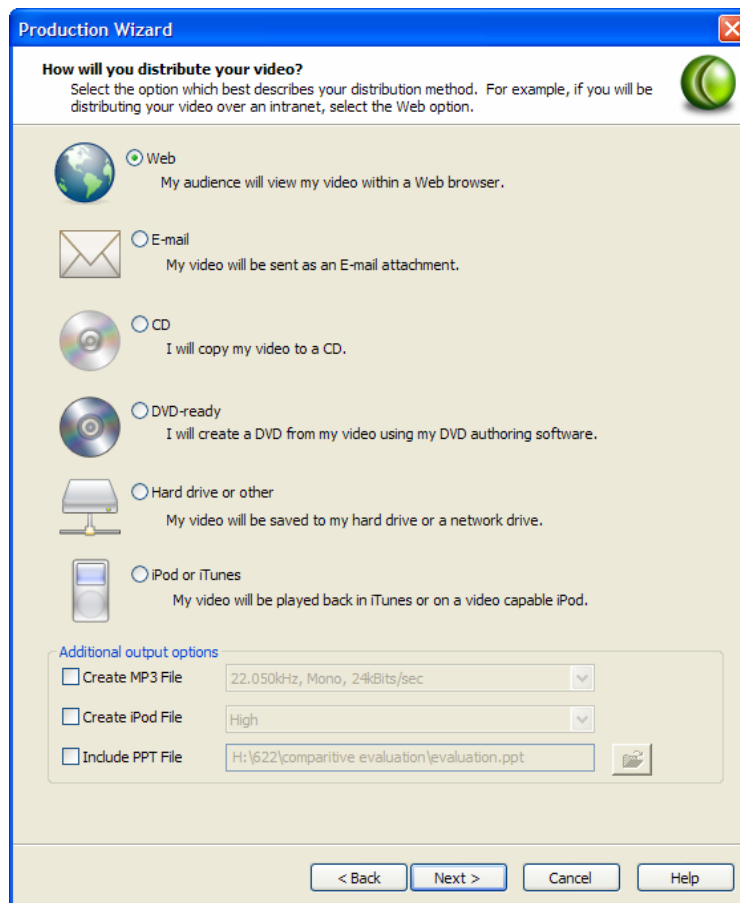 Production Wizard
How will you distribute your video?
Select the option which best describes your distribution method. For example, if you will be
distributing your video over an intranet, select the Web option.
Web
My audience will view my video within a Web browser.
E-mail
My video will be sent as an E-mail attachment.
CD
I will copy my video to a CD.
DVD-ready
I will create a DVD from my video using my DVD authoring software.
Hard drive or other
My video will be saved to my hard drive or a network drive.
iPod or iTunes
My video will be played back in iTunes or on a video capable iPod.
Additional output options
Create MP3 File 22.050kHz, Mono, 24kBits/sec
Create iPod File High
Include PPT File H:\622\comparitive evaluation\evaluation.ppt
< Back Next > Cancel Help